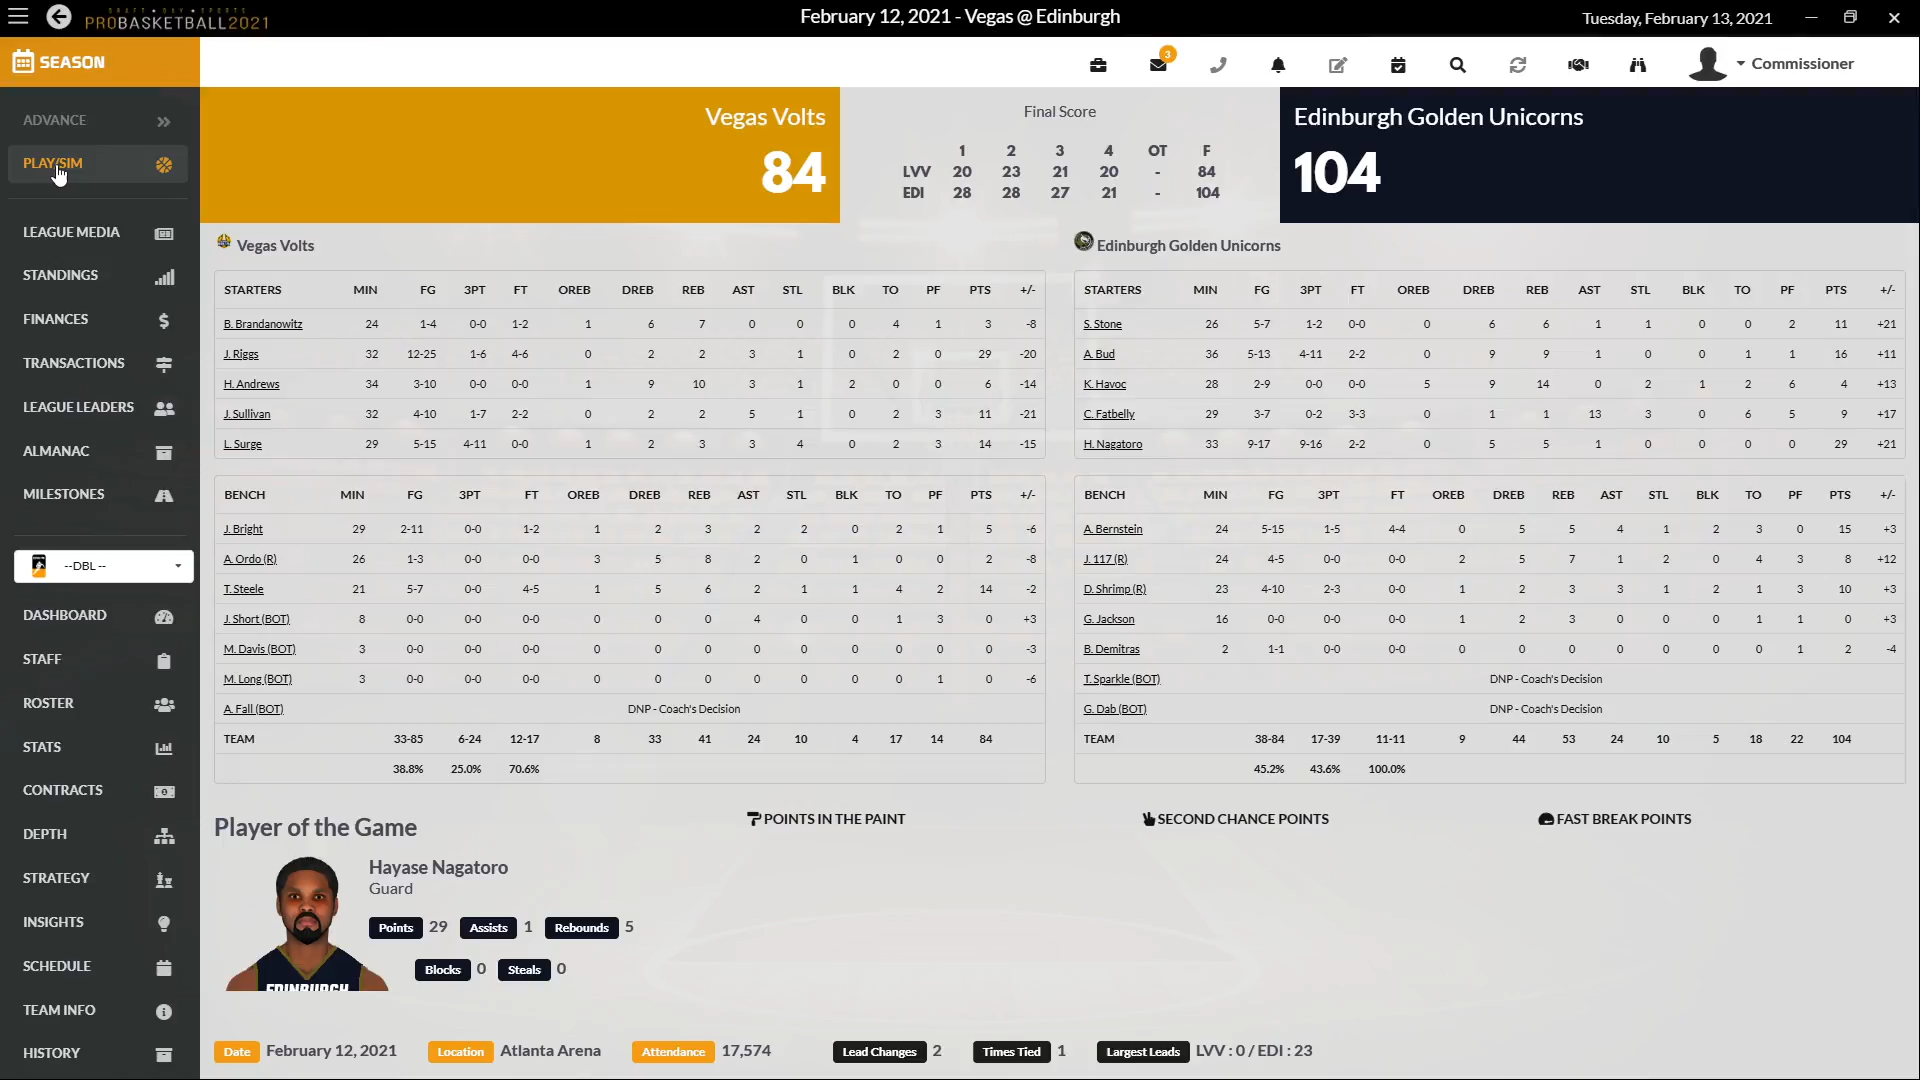 DRAFT • DAY • SPORTS
PROBASKETBALL2021
February 12, 2021 - Vegas @ Edinburgh
Tuesday, February 13, 2021
SEASON
3
Commissioner
ADVANCE
PLAY/SIM
LEAGUE MEDIA
STANDINGS
FINANCES
TRANSACTIONS
LEAGUE LEADERS
ALMANAC
MILESTONES
--DBL --
DASHBOARD
STAFF
ROSTER
STATS
CONTRACTS
DEPTH
STRATEGY
INSIGHTS
SCHEDULE
TEAM INFO
HISTORY
Vegas Volts
84
Final Score
1 2 3 4 OT F
LVV 20 23 21 20 - 84
EDI 28 28 27 21 - 104
Edinburgh Golden Unicorns
104
Vegas Volts
STARTERS MIN FG 3PT FT OREB DREB REB AST STL BLK TO PF PTS +/-
B. Brandanowitz 24 1-4 0-0 1-2 1 6 7 0 0 0 4 1 3 -8
J. Riggs 32 12-25 1-6 4-6 0 2 2 3 1 0 2 0 29 -20
H. Andrews 34 3-10 0-0 0-0 1 9 10 3 1 2 0 0 6 -14
J. Sullivan 32 4-10 1-7 2-2 0 2 2 5 1 0 2 3 11 -21
L. Surge 29 5-15 4-11 0-0 1 2 3 3 4 0 2 3 14 -15
BENCH MIN FG 3PT FT OREB DREB REB AST STL BLK TO PF PTS +/-
J. Bright 29 2-11 0-0 1-2 1 2 3 2 2 0 2 1 5 -6
A. Ordo (R) 26 1-3 0-0 0-0 3 5 8 2 0 1 0 0 2 -8
T. Steele 21 5-7 0-0 4-5 1 5 6 2 1 1 4 2 14 -2
J. Short (BOT) 8 0-0 0-0 0-0 0 0 0 4 0 0 1 3 0 +3
M. Davis (BOT) 3 0-0 0-0 0-0 0 0 0 0 0 0 0 0 0 -3
M. Long (BOT) 3 0-0 0-0 0-0 0 0 0 0 0 0 0 1 0 -6
A. Fall (BOT) DNP - Coach's Decision
TEAM 33-85 6-24 12-17 8 33 41 24 10 4 17 14 84
38.8% 25.0% 70.6%
Edinburgh Golden Unicorns
STARTERS MIN FG 3PT FT OREB DREB REB AST STL BLK TO PF PTS +/-
S. Stone 26 5-7 1-2 0-0 0 6 6 1 1 0 0 2 11 +21
A. Bud 36 5-13 4-11 2-2 0 9 9 1 0 0 1 1 16 +11
K. Havoc 28 2-9 0-0 0-0 5 9 14 0 2 1 2 6 4 +13
C. Fatbelly 29 3-7 0-2 3-3 0 1 1 13 3 0 6 5 9 +17
H. Nagatoro 33 9-17 9-16 2-2 0 5 5 1 0 0 0 0 29 +21
BENCH MIN FG 3PT FT OREB DREB REB AST STL BLK TO PF PTS +/-
A. Bernstein 24 5-15 1-5 4-4 0 5 5 4 1 2 3 0 15 +3
J. 117 (R) 24 4-5 0-0 0-0 2 5 7 1 2 0 4 3 8 +12
D. Shrimp (R) 23 4-10 2-3 0-0 1 2 3 3 1 2 1 3 10 +3
G. Jackson 16 0-0 0-0 0-0 1 2 3 0 0 0 1 1 0 +3
B. Demitras 2 1-1 0-0 0-0 0 0 0 0 0 0 0 1 2 -4
T. Sparkle (BOT) DNP - Coach's Decision
G. Dab (BOT) DNP - Coach's Decision
TEAM 38-84 17-39 11-11 9 44 53 24 10 5 18 22 104
45.2% 43.6% 100.0%
Player of the Game
Hayase Nagatoro
Guard
Points 29 Assists 1 Rebounds 5
Blocks 0 Steals 0
EDINBURGH
POINTS IN THE PAINT
SECOND CHANCE POINTS
FAST BREAK POINTS
Date February 12, 2021 Location Atlanta Arena Attendance 17,574 Lead Changes 2 Times Tied 1 Largest Leads LVV : 0 / EDI : 23